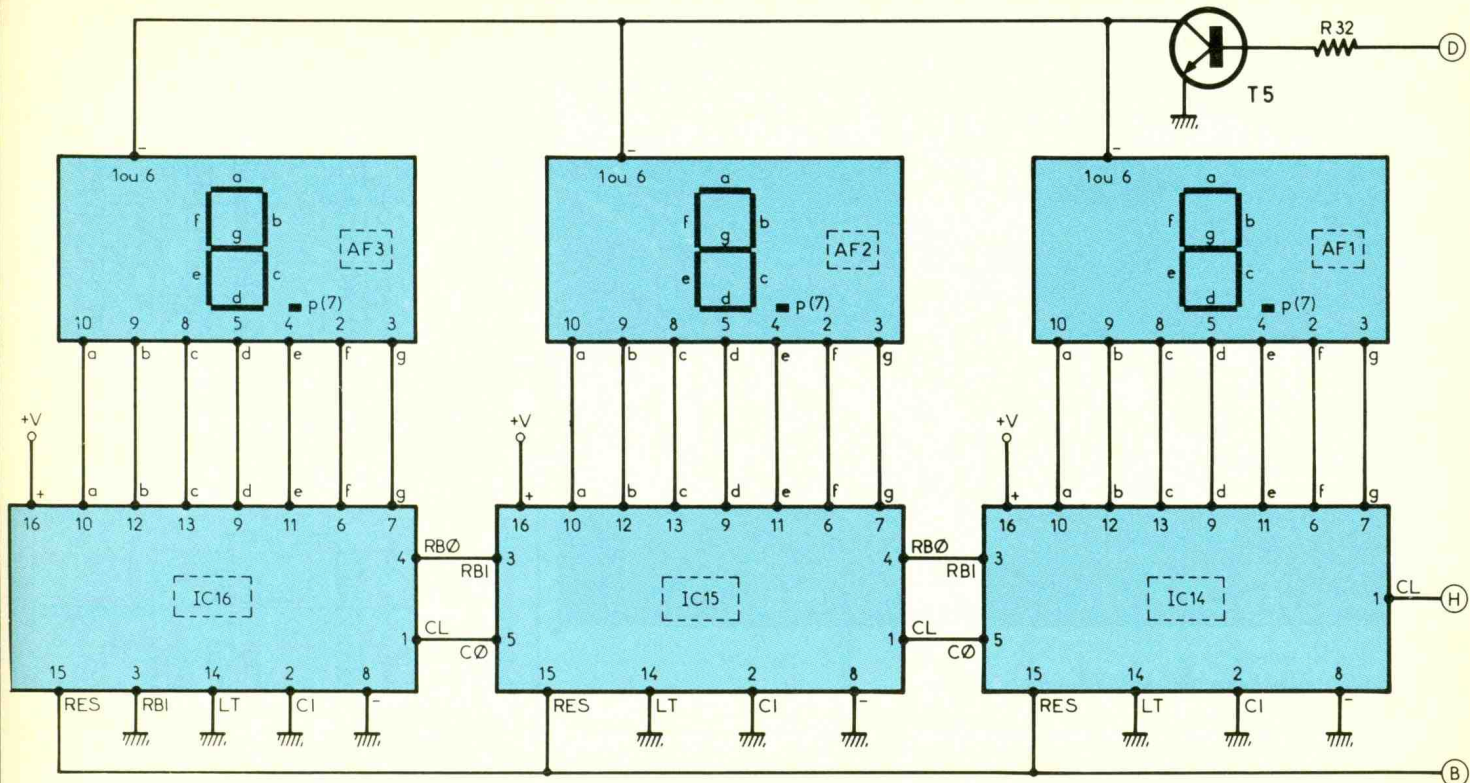 R32
D
T5
- - -
1ou 6 1ou 6 1ou 6
a a a
f b f b f b
g g g
AF3 AF2 AF1
e c e c e c
d d d
p(7) p(7) p(7)
10 9 8 5 4 2 3 10 9 8 5 4 2 3 10 9 8 5 4 2 3
a b c d e f g a b c d e f g a b c d e f g
+V +V +V
+ a b c d e f g + a b c d e f g + a b c d e f g
16 10 12 13 9 11 6 7 16 10 12 13 9 11 6 7 16 10 12 13 9 11 6 7
4 RBØ 3 4 RBØ 3
RBI RBI
IC16 IC15 IC14 1 CL H
1 CL 5 1 CL 5
CØ CØ
15 3 14 2 8 15 14 2 8 15 14 2 8
RES RBI LT CI - RES LT CI - RES LT CI -
B